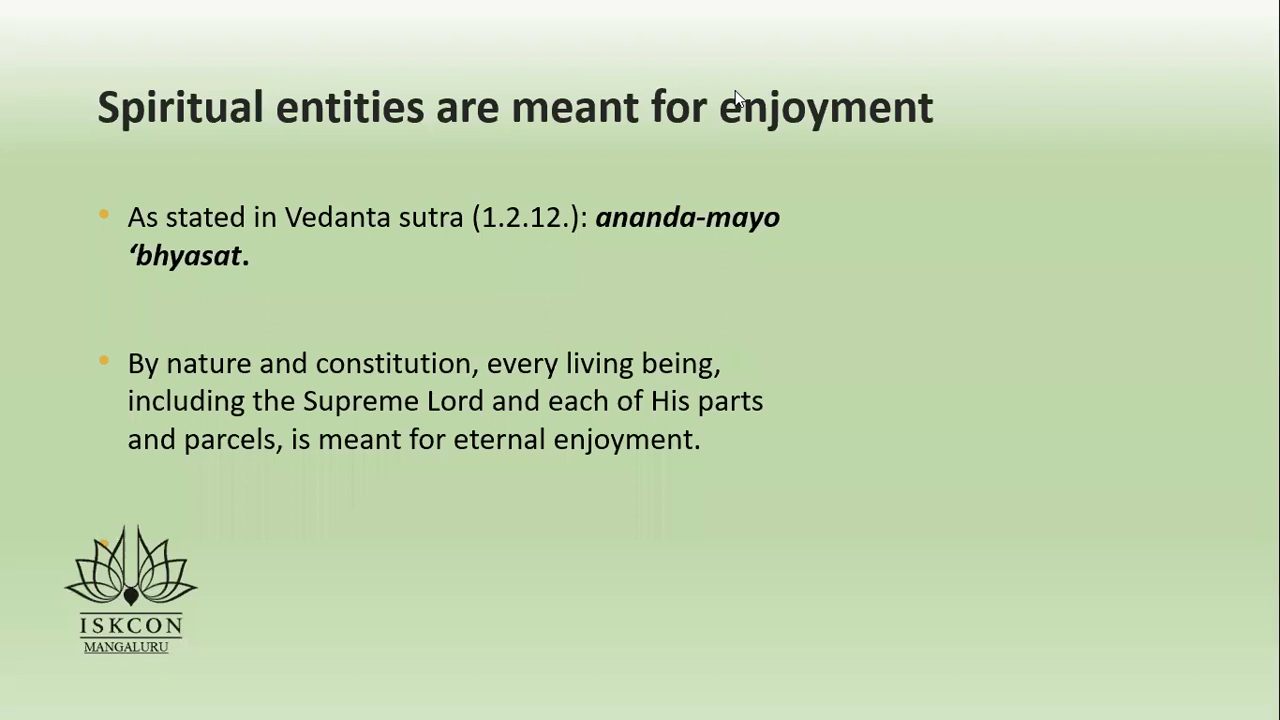 Spiritual entities are meant for enjoyment
• As stated in Vedanta sutra (1.2.12.): ananda-mayo
‘bhyasat.
• By nature and constitution, every living being,
including the Supreme Lord and each of His parts
and parcels, is meant for eternal enjoyment.
ISKCON
MANGALURU